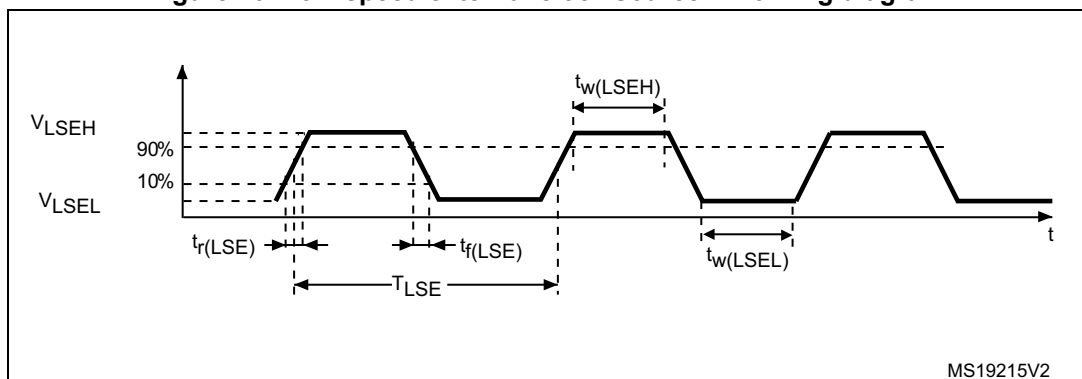 tw(LSEH)
VLSEH
90%
10%
VLSEL
tr(LSE)
tf(LSE)
tw(LSEL)
t
TLSE
MS19215V2